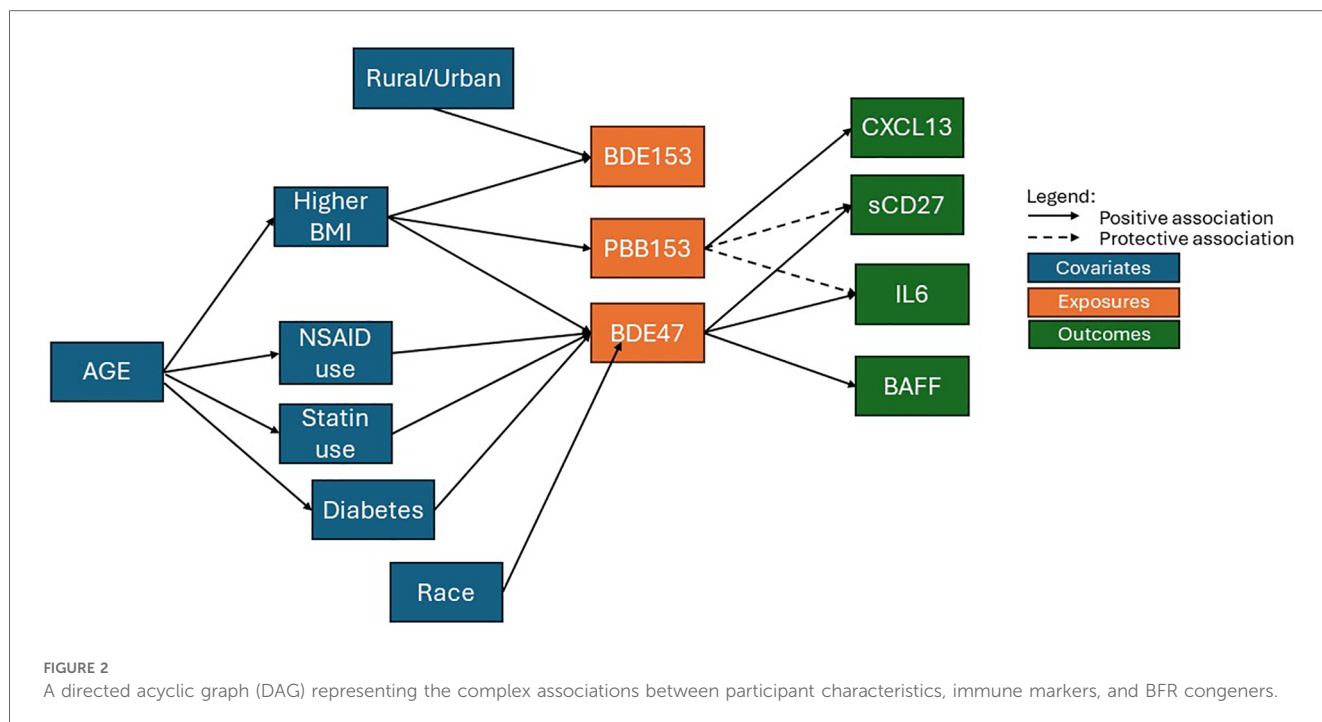 Rural/Urban
Higher
BMI
AGE
NSAID
use
Statin
use
Diabetes
Race
BDE153
PBB153
BDE47
CXCL13
sCD27
IL6
BAFF
Legend:
Positive association
Protective association
Covariates
Exposures
Outcomes
FIGURE 2
A directed acyclic graph (DAG) representing the complex associations between participant characteristics, immune markers, and BFR congeners.